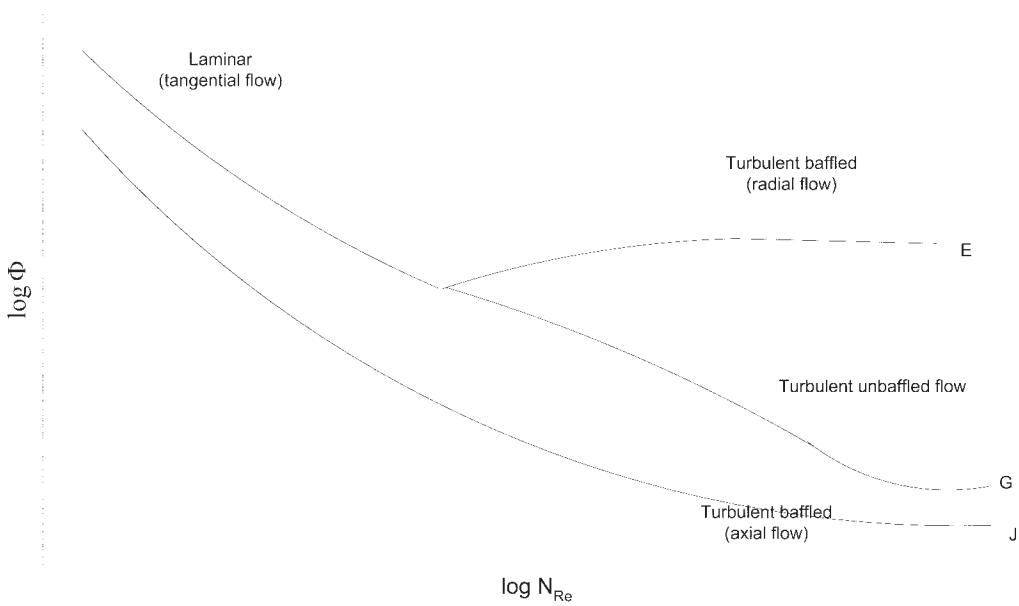 Laminar
(tangential flow)
Turbulent baffled
(radial flow)
E
log Φ
Turbulent unbaffled flow
G
Turbulent baffled
(axial flow)
J
log N_Re